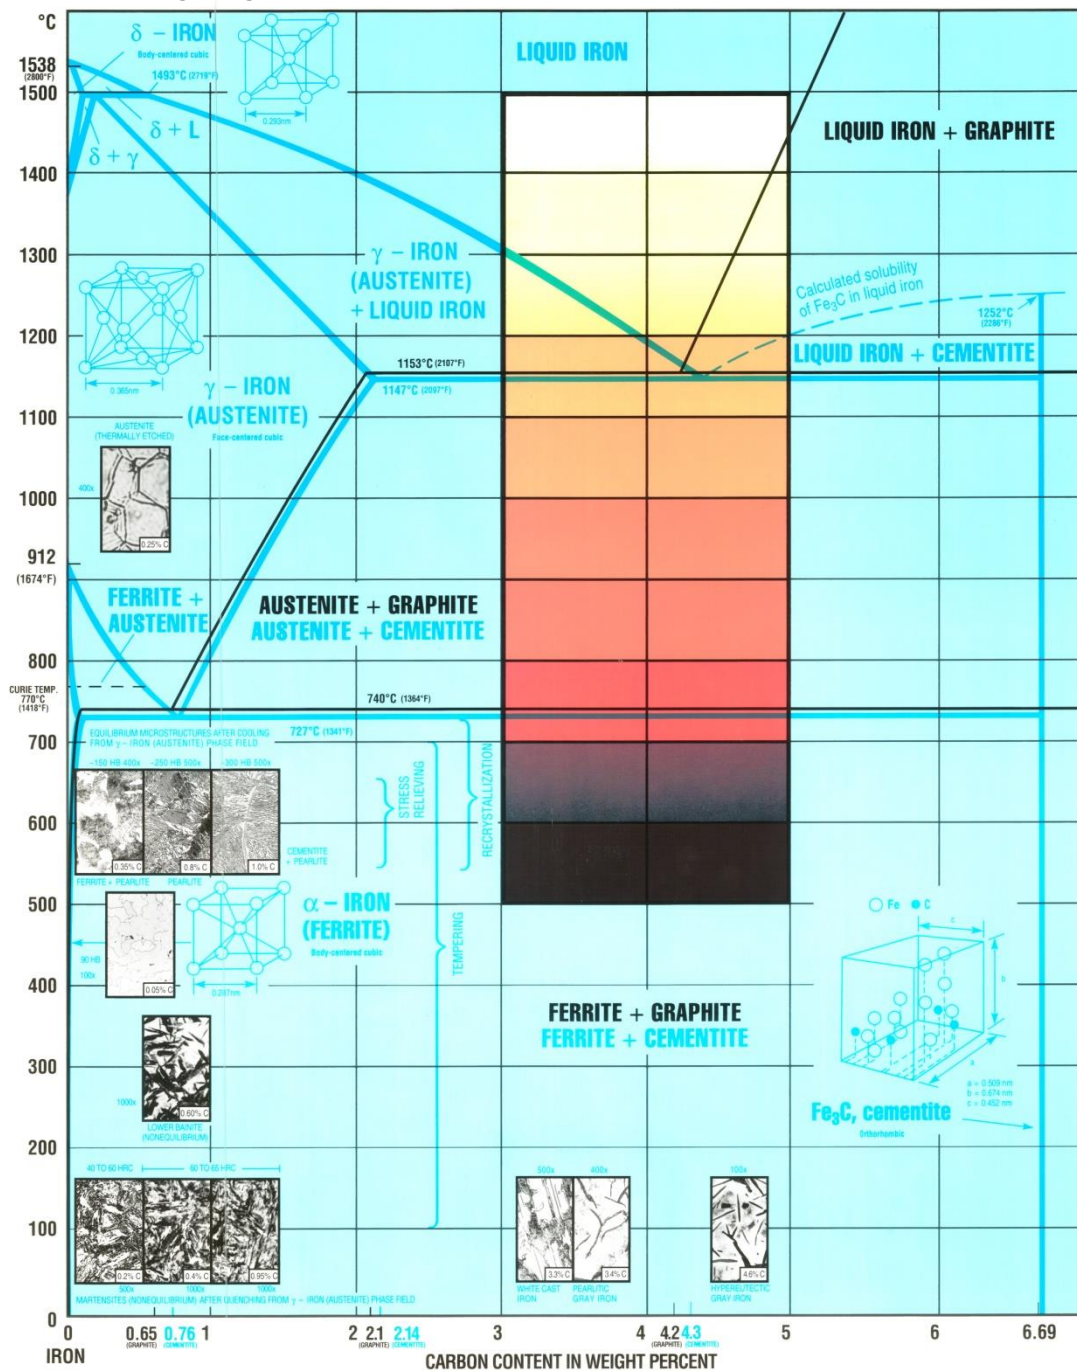 °C
δ – IRON
Body-centered cubic
1538
(2800°F)
1493°C (2719°F)
LIQUID IRON
1500
0.293nm
δ + L
δ + γ
LIQUID IRON + GRAPHITE
1400
1300
γ – IRON
(AUSTENITE)
+ LIQUID IRON
Calculated solubility
of Fe₃C in liquid iron
1252°C
(2286°F)
1200
LIQUID IRON + CEMENTITE
1153°C (2107°F)
0.365nm
γ – IRON
(AUSTENITE)
Face-centered cubic
1147°C (2097°F)
1100
AUSTENITE
(THERMALLY ETCHED)
400x
1000
0.25% C
912
(1674°F)
FERRITE +
AUSTENITE
AUSTENITE + GRAPHITE
AUSTENITE + CEMENTITE
800
CURIE TEMP.
770°C
(1418°F)
740°C (1364°F)
EQUILIBRIUM MICROSTRUCTURES AFTER COOLING
FROM γ – IRON (AUSTENITE) PHASE FIELD
727°C (1341°F)
700
~150 HB 400x
~250 HB 500x
~300 HB 500x
STRESS
RELIEVING
RECRYSTALLIZATION
600
0.35% C
0.8% C
1.0% C
CEMENTITE
+ PEARLITE
FERRITE + PEARLITE
PEARLITE
500
α – IRON
(FERRITE)
Body-centered cubic
TEMPERING
90 HB
100x
0.05% C
0.287nm
Fe
C
c
b
a
400
FERRITE + GRAPHITE
FERRITE + CEMENTITE
300
1000x
0.60% C
LOWER BAINITE
(NONEQUILIBRIUM)
a = 0.509 nm
b = 0.674 nm
c = 0.452 nm
Fe₃C, cementite
Orthorhombic
200
40 TO 60 HRC
60 TO 65 HRC
500x
400x
100x
100
0.2% C
0.4% C
0.95% C
3.3% C
3.4% C
4.6% C
500x
1000x
1000x
WHITE CAST
IRON
PEARLITIC
GRAY IRON
HYPEREUTECTIC
GRAY IRON
MARTENSITES (NONEQUILIBRIUM) AFTER QUENCHING FROM γ – IRON (AUSTENITE) PHASE FIELD
0
0
0.65
(GRAPHITE)
0.76
(CEMENTITE)
1
2
2.1
(GRAPHITE)
2.14
(CEMENTITE)
3
4
4.2
(GRAPHITE)
4.3
(CEMENTITE)
5
6
6.69
IRON
CARBON CONTENT IN WEIGHT PERCENT